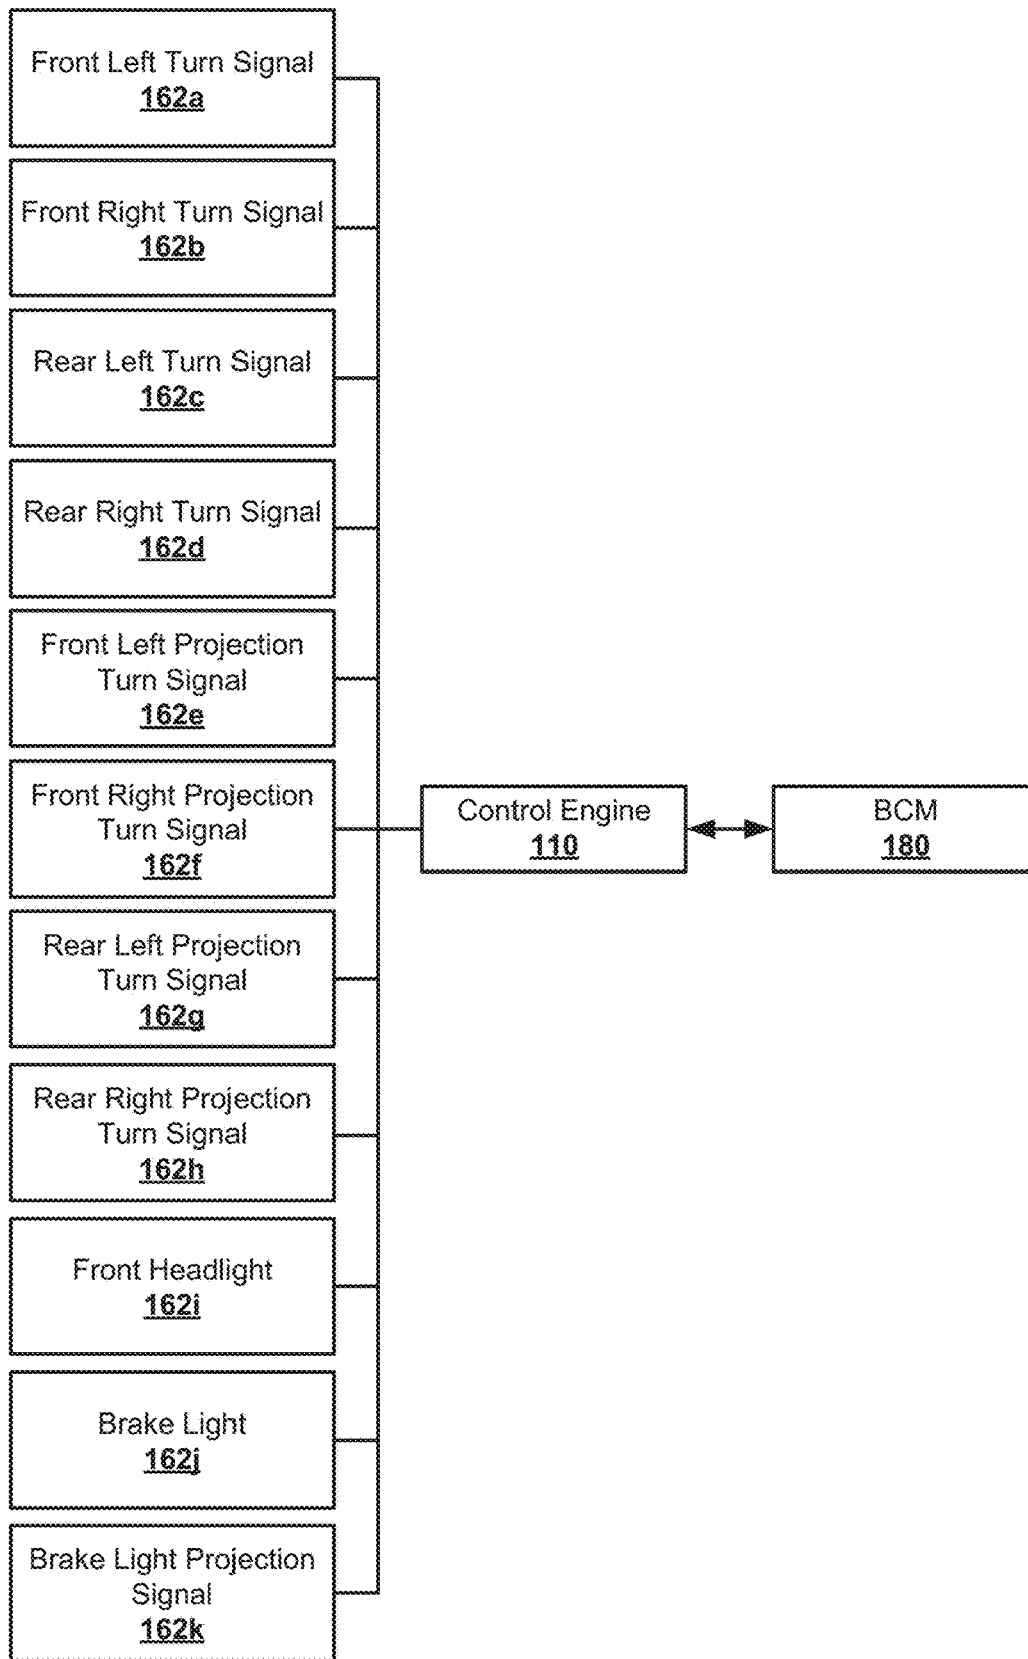 Front Left Turn Signal
162a
Front Right Turn Signal
162b
Rear Left Turn Signal
162c
Rear Right Turn Signal
162d
Front Left Projection
Turn Signal
162e
Front Right Projection
Turn Signal
162f
Rear Left Projection
Turn Signal
162g
Rear Right Projection
Turn Signal
162h
Front Headlight
162i
Brake Light
162j
Brake Light Projection
Signal
162k
Control Engine
110
BCM
180